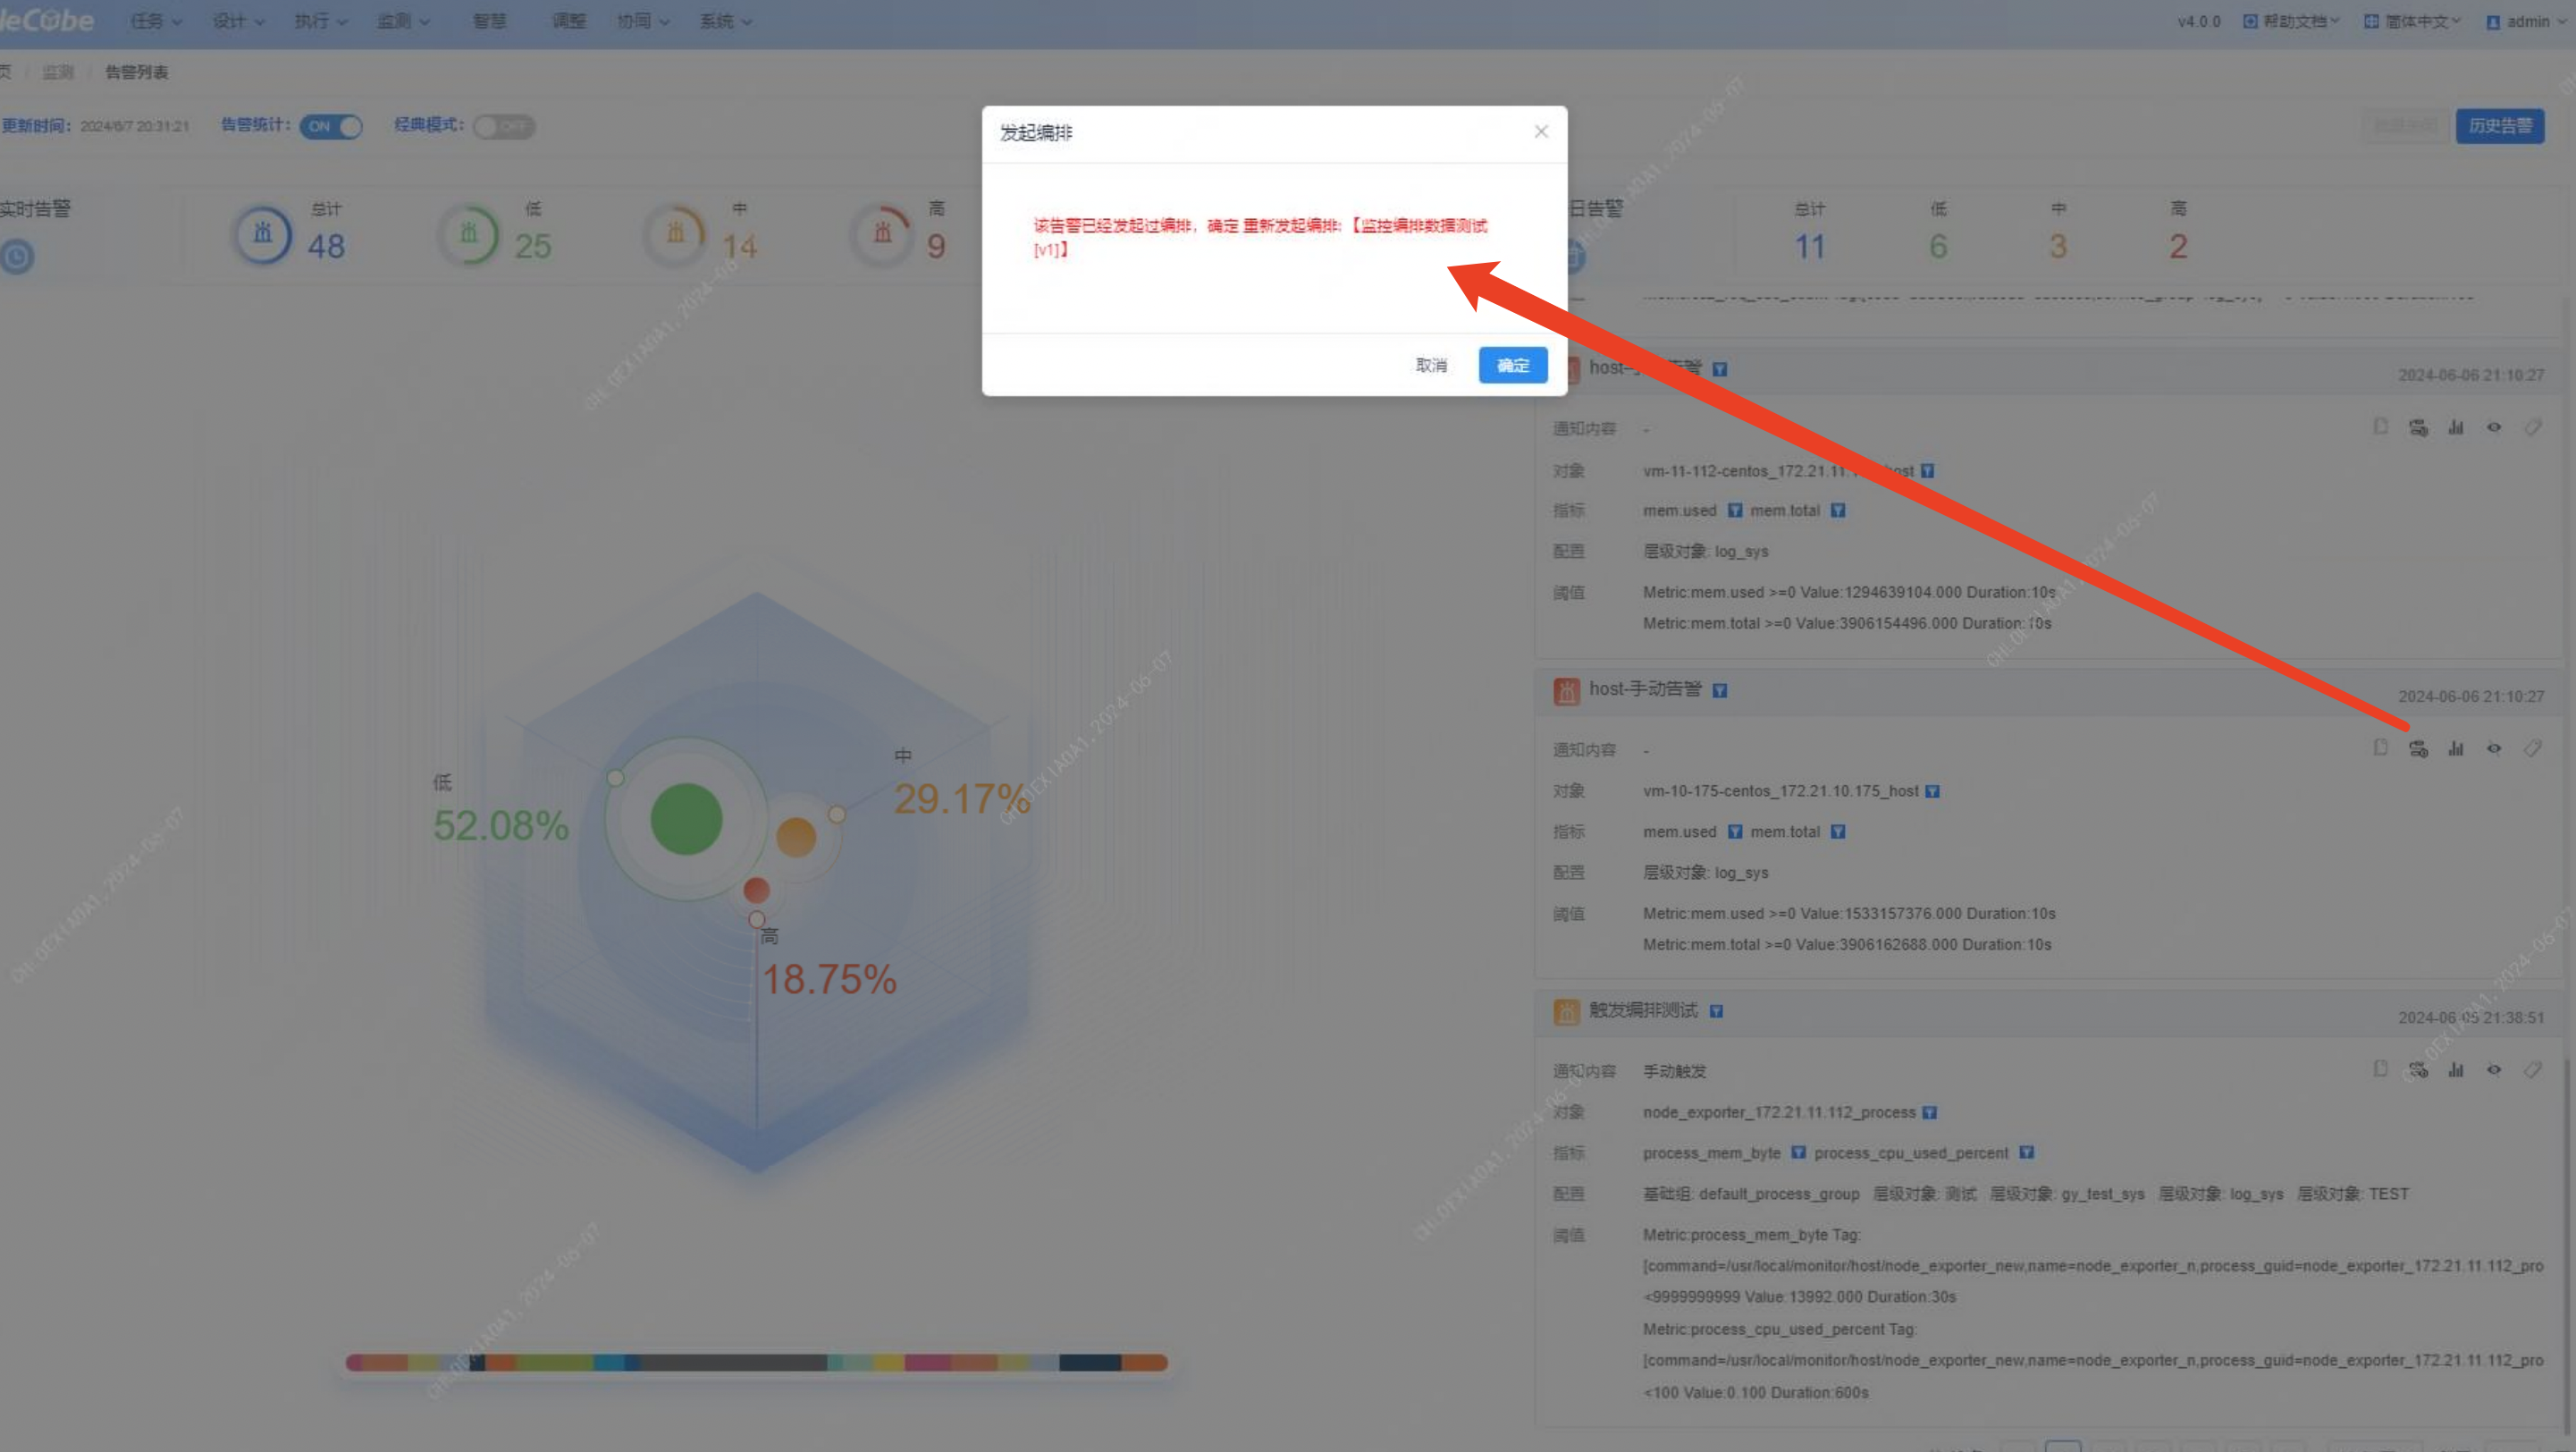 leCube 任务 设计 执行 监测 智慧 调整 协同 系统 v4.0.0 帮助文档 简体中文 admin
页 / 监测 / 告警列表
更新时间: 2024/6/7 20:31:21 告警统计: ON 经典模式: OFF 历史告警
发起编排
该告警已经发起过编排，确定 重新发起编排:【监控编排数据测试
[v1]】
取消 确定
实时告警 总计 48 低 25 中 14 高 9
日告警 总计 11 低 6 中 3 高 2
低
52.08%
中
29.17%
高
18.75%
host-手动告警 2024-06-06 21:10:27
通知内容 -
对象 vm-11-112-centos_172.21.11. host
指标 mem.used mem.total
配置 层级对象: log_sys
阈值 Metric:mem.used >=0 Value:1294639104.000 Duration:10s
Metric:mem.total >=0 Value:3906154496.000 Duration:10s
host-手动告警 2024-06-06 21:10:27
通知内容 -
对象 vm-10-175-centos_172.21.10.175_host
指标 mem.used mem.total
配置 层级对象: log_sys
阈值 Metric:mem.used >=0 Value:1533157376.000 Duration:10s
Metric:mem.total >=0 Value:3906162688.000 Duration:10s
触发编排测试 2024-06-05 21:38:51
通知内容 手动触发
对象 node_exporter_172.21.11.112_process
指标 process_mem_byte process_cpu_used_percent
配置 基础组: default_process_group 层级对象: 测试 层级对象: gy_test_sys 层级对象: log_sys 层级对象: TEST
阈值 Metric:process_mem_byte Tag:
[command=/usr/local/monitor/host/node_exporter_new,name=node_exporter_n,process_guid=node_exporter_172.21.11.112_pro
<9999999999 Value:13992.000 Duration:30s
Metric:process_cpu_used_percent Tag:
[command=/usr/local/monitor/host/node_exporter_new,name=node_exporter_n,process_guid=node_exporter_172.21.11.112_pro
<100 Value:0.100 Duration:600s